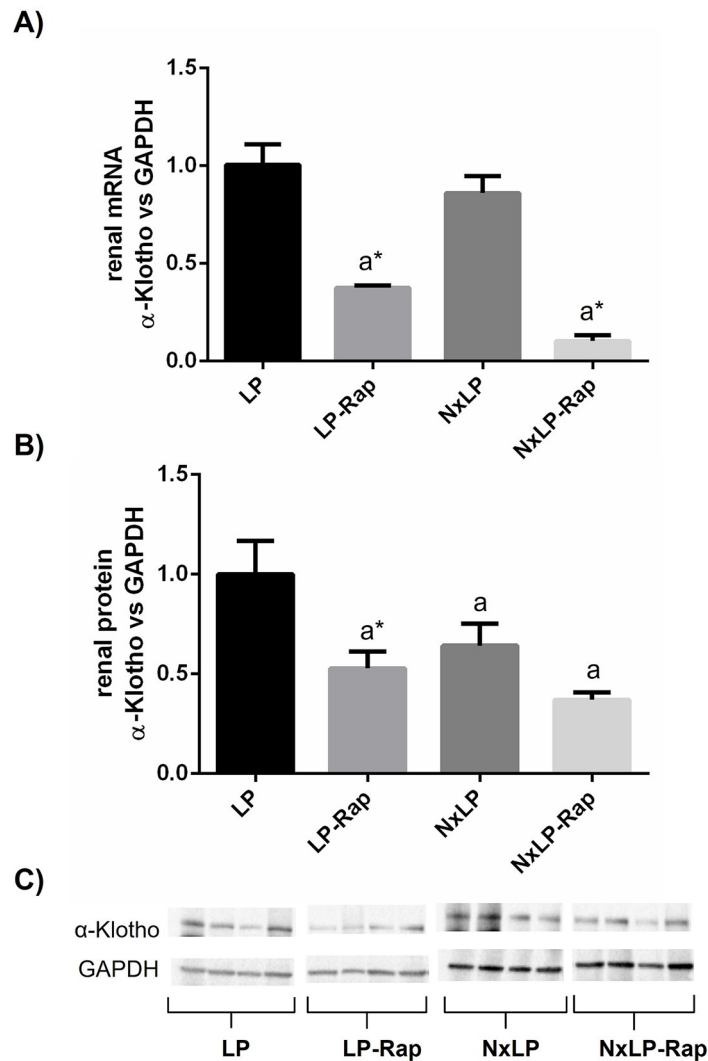 A)
renal mRNA
α-Klotho vs GAPDH
1.5
1.0
0.5
0.0
a*
a*
LP
LP-Rap
NxLP
NxLP-Rap
B)
renal protein
α-Klotho vs GAPDH
1.5
1.0
0.5
0.0
a*
a
a
LP
LP-Rap
NxLP
NxLP-Rap
C)
α-Klotho
GAPDH
LP
LP-Rap
NxLP
NxLP-Rap